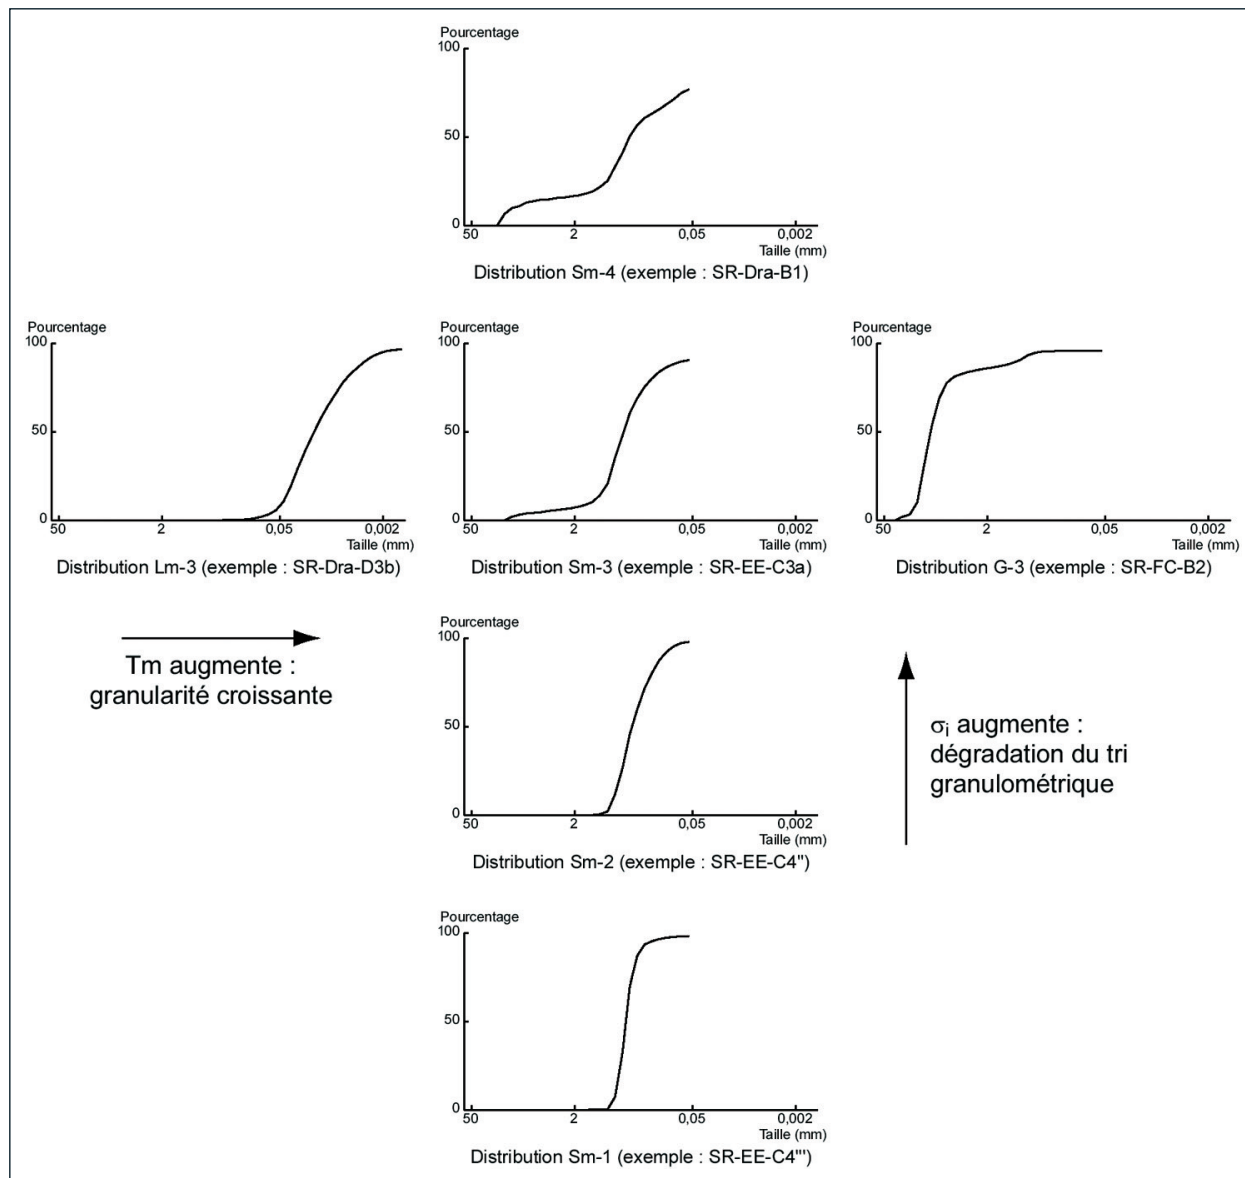 Pourcentage
100
50
0
50
2
0,05
0,002
Taille (mm)
Distribution Sm-4 (exemple : SR-Dra-B1)
Pourcentage
100
50
0
50
2
0,05
0,002
Taille (mm)
Distribution Lm-3 (exemple : SR-Dra-D3b)
Pourcentage
100
50
0
50
2
0,05
0,002
Taille (mm)
Distribution Sm-3 (exemple : SR-EE-C3a)
Pourcentage
100
50
0
50
2
0,05
0,002
Taille (mm)
Distribution G-3 (exemple : SR-FC-B2)
Tm augmente :
granularité croissante
Pourcentage
100
50
0
50
2
0,05
0,002
Taille (mm)
Distribution Sm-2 (exemple : SR-EE-C4'')
σi augmente :
dégradation du tri
granulométrique
Pourcentage
100
50
0
50
2
0,05
0,002
Taille (mm)
Distribution Sm-1 (exemple : SR-EE-C4''')